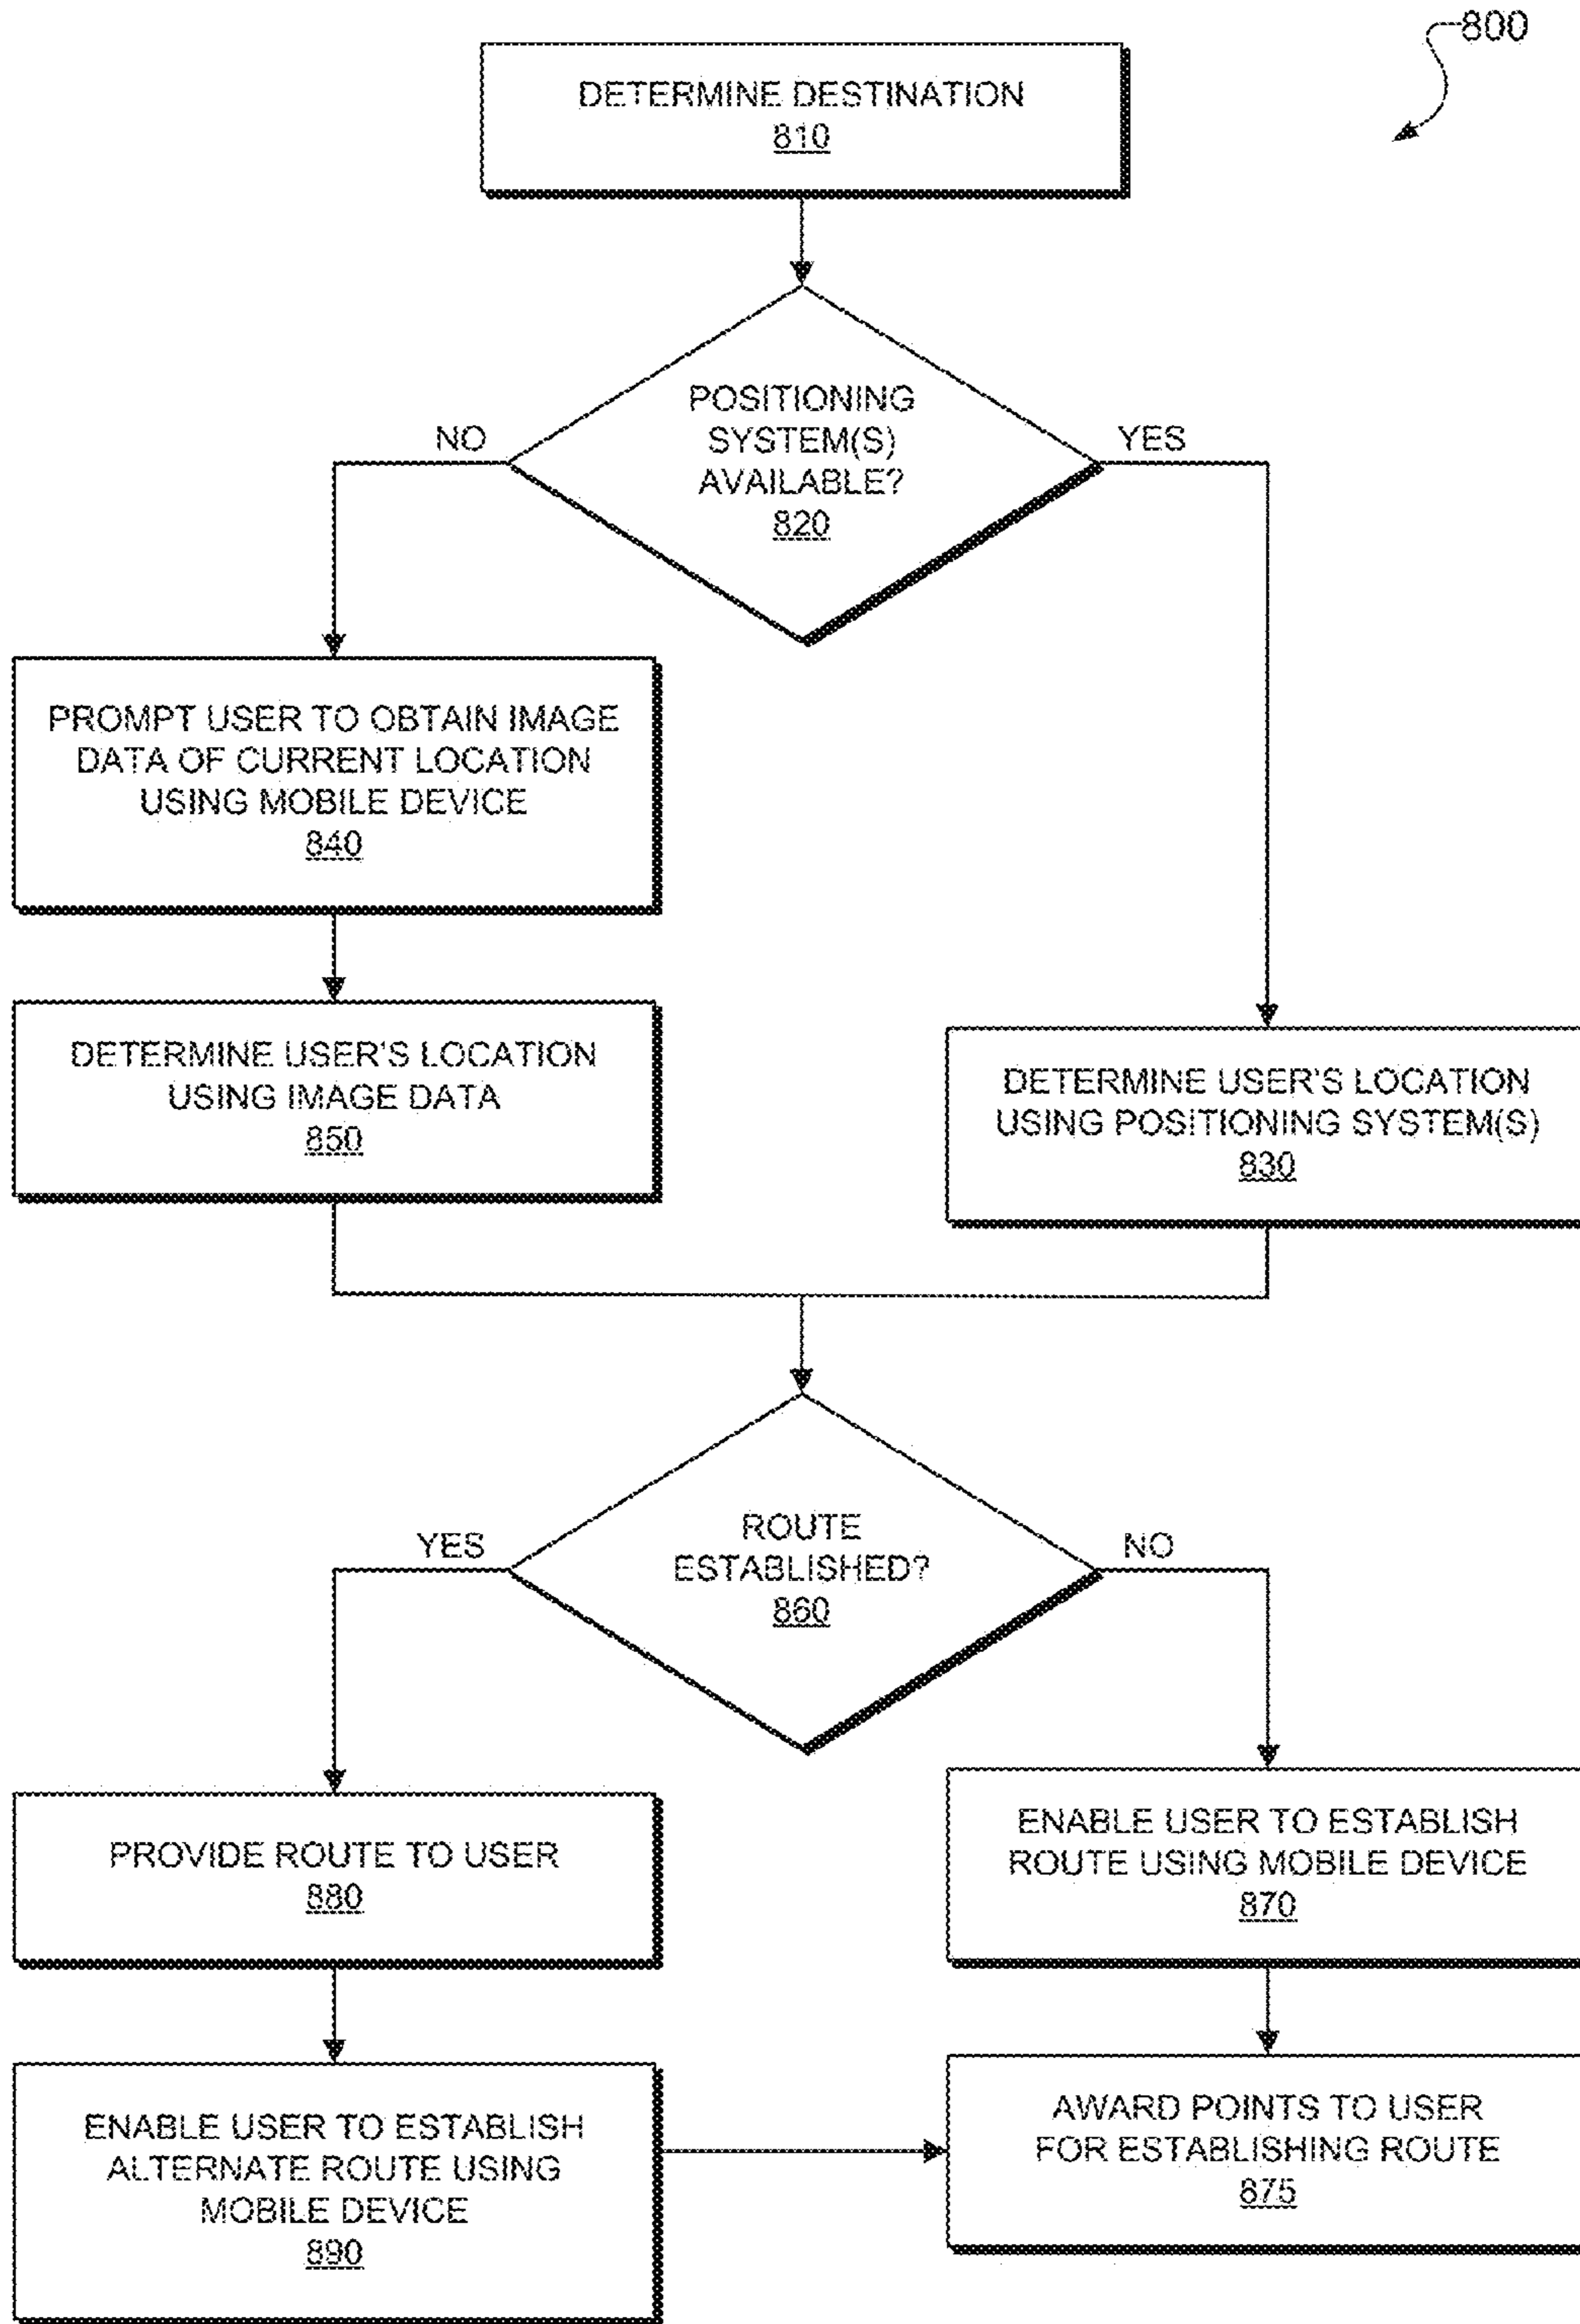 800
DETERMINE DESTINATION
810
POSITIONING
SYSTEM(S)
AVAILABLE?
820
NO
YES
PROMPT USER TO OBTAIN IMAGE
DATA OF CURRENT LOCATION
USING MOBILE DEVICE
840
DETERMINE USER'S LOCATION
USING IMAGE DATA
850
DETERMINE USER'S LOCATION
USING POSITIONING SYSTEM(S)
830
ROUTE
ESTABLISHED?
860
YES
NO
PROVIDE ROUTE TO USER
880
ENABLE USER TO ESTABLISH
ROUTE USING MOBILE DEVICE
870
ENABLE USER TO ESTABLISH
ALTERNATE ROUTE USING
MOBILE DEVICE
890
AWARD POINTS TO USER
FOR ESTABLISHING ROUTE
875